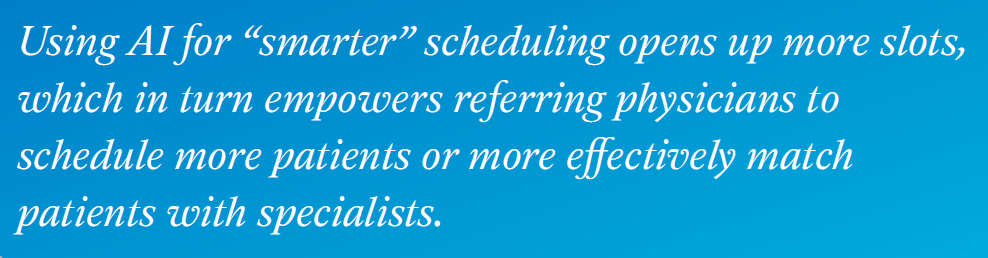 Using AI for “smarter” scheduling opens up more slots,
which in turn empowers referring physicians to
schedule more patients or more effectively match
patients with specialists.